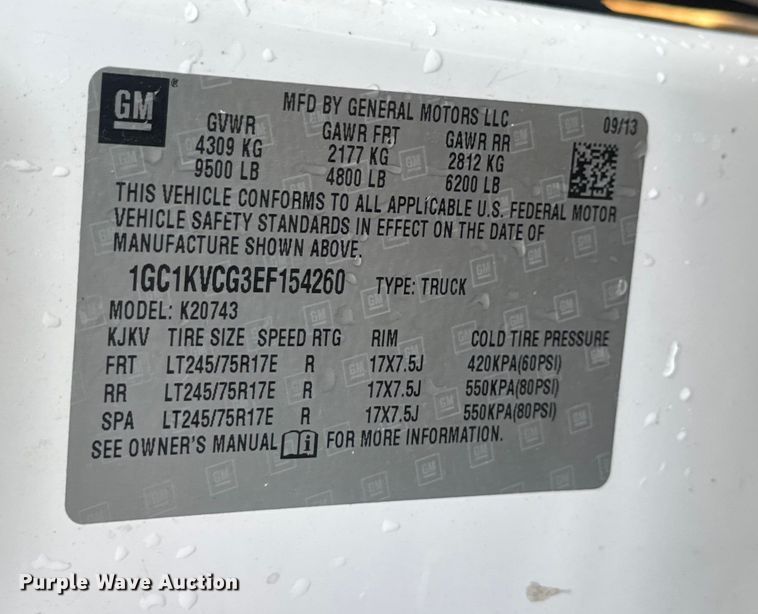 GM ®
MFD BY GENERAL MOTORS LLC
09/13
GVWR GAWR FRT GAWR RR
4309 KG 2177 KG 2812 KG
9500 LB 4800 LB 6200 LB
THIS VEHICLE CONFORMS TO ALL APPLICABLE U.S. FEDERAL MOTOR
VEHICLE SAFETY STANDARDS IN EFFECT ON THE DATE OF
MANUFACTURE SHOWN ABOVE.
1GC1KVCG3EF154260 TYPE: TRUCK
MODEL: K20743
KJKV TIRE SIZE SPEED RTG RIM COLD TIRE PRESSURE
FRT LT245/75R17E R 17X7.5J 420KPA(60PSI)
RR LT245/75R17E R 17X7.5J 550KPA(80PSI)
SPA LT245/75R17E R 17X7.5J 550KPA(80PSI)
SEE OWNER'S MANUAL i FOR MORE INFORMATION.
Purple Wave Auction